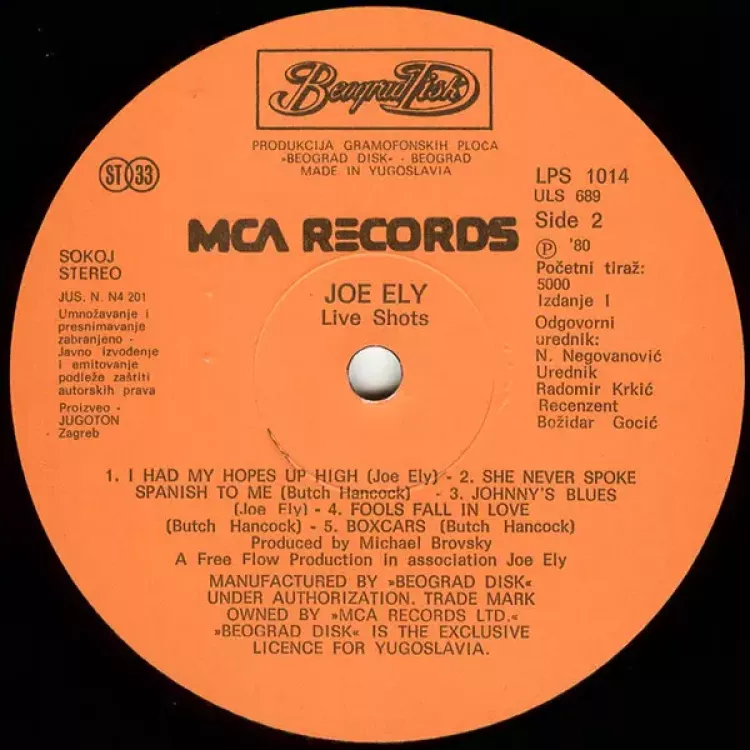 Beograd Disk
PRODUKCIJA GRAMOFONSKIH PLOČA
»BEOGRAD DISK« - BEOGRAD
MADE IN YUGOSLAVIA
ST 33
LPS 1014
ULS 689
Side 2
MCA RECORDS
Ⓟ '80
SOKOJ
STEREO
JUS. N. N4 201
Umnožavanje i
presnimavanje
zabranjeno -
Javno izvođenje
i emitovanje
podleže zaštiti
autorskih prava
Proizveo -
JUGOTON
- Zagreb
JOE ELY
Live Shots
Početni tiraž:
5000
Izdanje I
Odgovorni
urednik:
N. Negovanović
Urednik
Radomir Krkić
Recenzent
Božidar Gocić
1. I HAD MY HOPES UP HIGH (Joe Ely) - 2. SHE NEVER SPOKE
SPANISH TO ME (Butch Hancock) - 3. JOHNNY'S BLUES
(Joe Ely) - 4. FOOLS FALL IN LOVE
(Butch Hancock) - 5. BOXCARS (Butch Hancock)
Produced by Michael Brovsky
A Free Flow Production in association Joe Ely
MANUFACTURED BY »BEOGRAD DISK«
UNDER AUTHORIZATION. TRADE MARK
OWNED BY »MCA RECORDS LTD.«
»BEOGRAD DISK« IS THE EXCLUSIVE
LICENCE FOR YUGOSLAVIA.